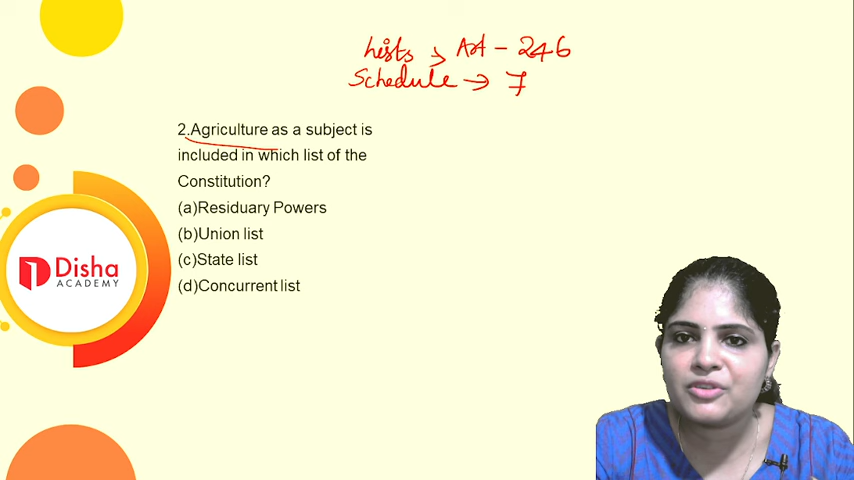 Lists → Art - 246
Schedule → 7
2.Agriculture as a subject is
included in which list of the
Constitution?
(a)Residuary Powers
(b)Union list
(c)State list
(d)Concurrent list
Disha
ACADEMY